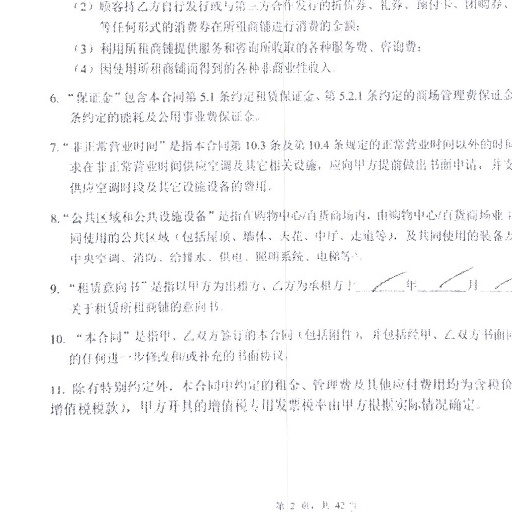 (2) 顾客持乙方自行发行或与第三方合作发行的折价券、礼券、预付卡、团购券、
等任何形式的消费券在所租商铺进行消费的金额;
(3) 利用所租商铺提供服务和咨询所收取的各种服务费、咨询费;
(4) 因使用所租商铺而得到的各种非商业性收入。
6. “保证金”包含本合同第 5.1 条约定租赁保证金、第 5.2.1 条约定的商场管理费保证金
条约定的能耗及公用事业费保证金。
7. “非正常营业时间”是指本合同第 10.3 条及第 10.4 条规定的正常营业时间以外的时间
求在非正常营业时间供应空调及其它相关设施，应向甲方提前做出书面申请，并支
供应空调时段及其它设施设备的费用。
8. “公共区域和公共设施设备”是指在购物中心/百货商场内，由购物中心/百货商场业主
同使用的公共区域（包括屋顶、墙体、天花、中厅、走道等），及共同使用的装备及
中央空调、消防、给排水、供电、照明系统、电梯等。
9. “租赁意向书”是指以甲方为出租方、乙方为承租方于 年 月
关于租赁所租商铺的意向书。
10. “本合同”是指甲、乙双方签订的本合同（包括附件），并包括经甲、乙双方书面同
的任何进一步修改和/或补充的书面协议。
11. 除有特别约定外，本合同中约定的租金、管理费及其他应付费用均为含税价
增值税税款），甲方开具的增值税专用发票税率由甲方根据实际情况确定。
第 2 页，共 42 页